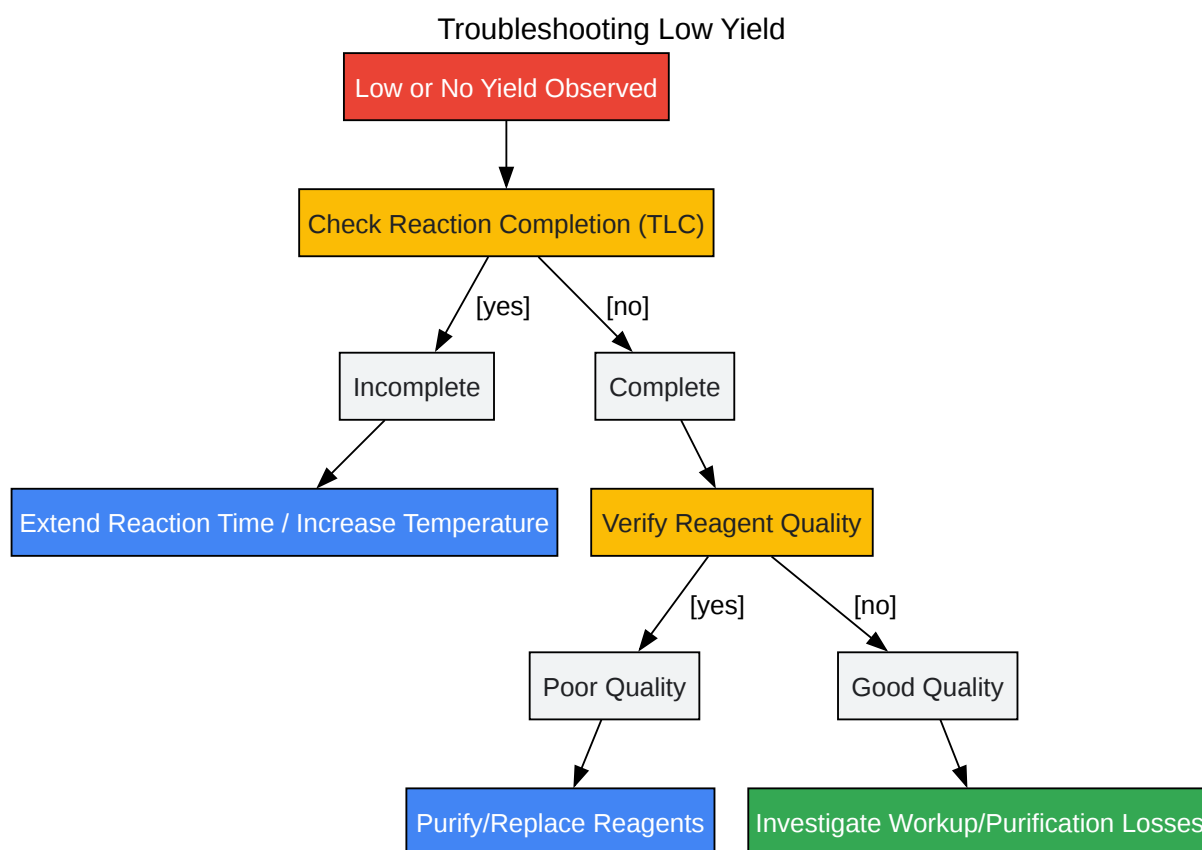 Troubleshooting Low Yield
Low or No Yield Observed
Check Reaction Completion (TLC)
[yes]
[no]
Incomplete
Complete
Extend Reaction Time / Increase Temperature
Verify Reagent Quality
[yes]
[no]
Poor Quality
Good Quality
Purify/Replace Reagents
Investigate Workup/Purification Losses